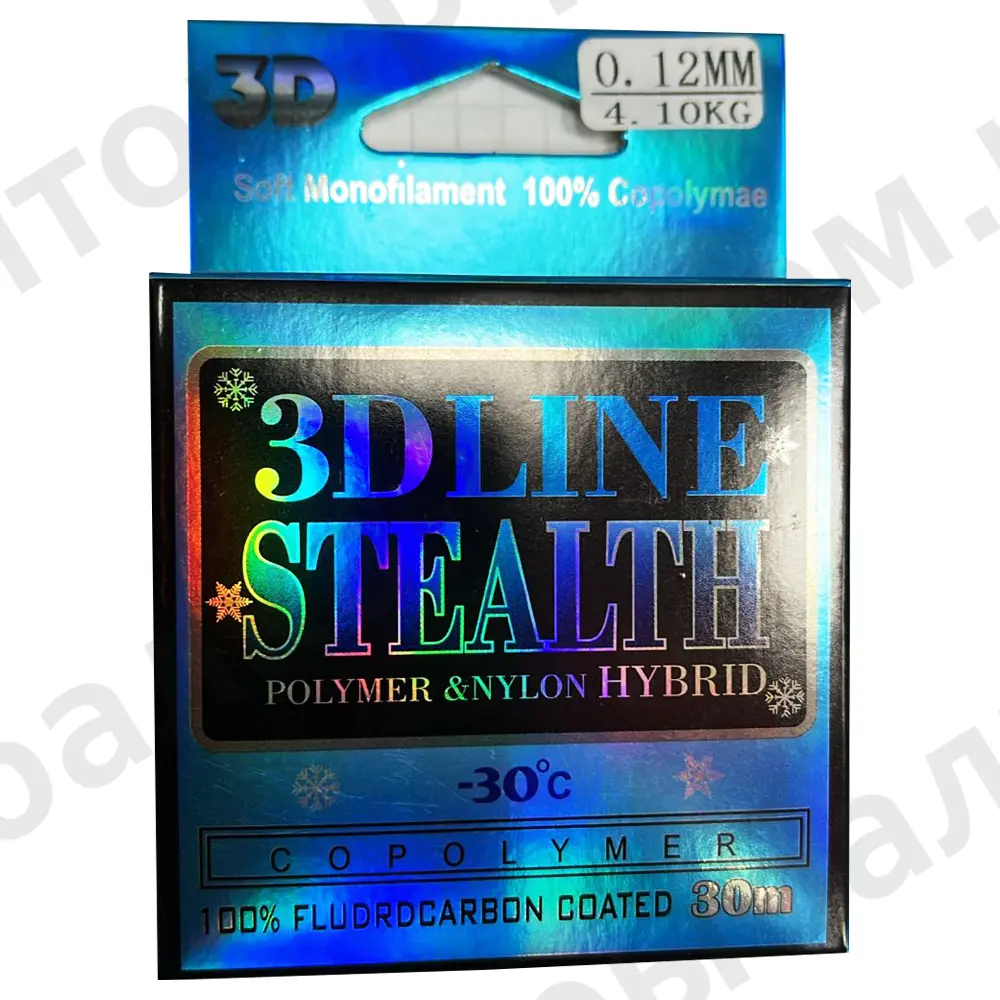 3D
0.12MM
4.10KG
Soft Monofilament 100% Copolymae
3D LINE
STEALTH
POLYMER &NYLON HYBRID
-30°C
COPOLYMER
100% FLUDRDCARBON COATED 30m